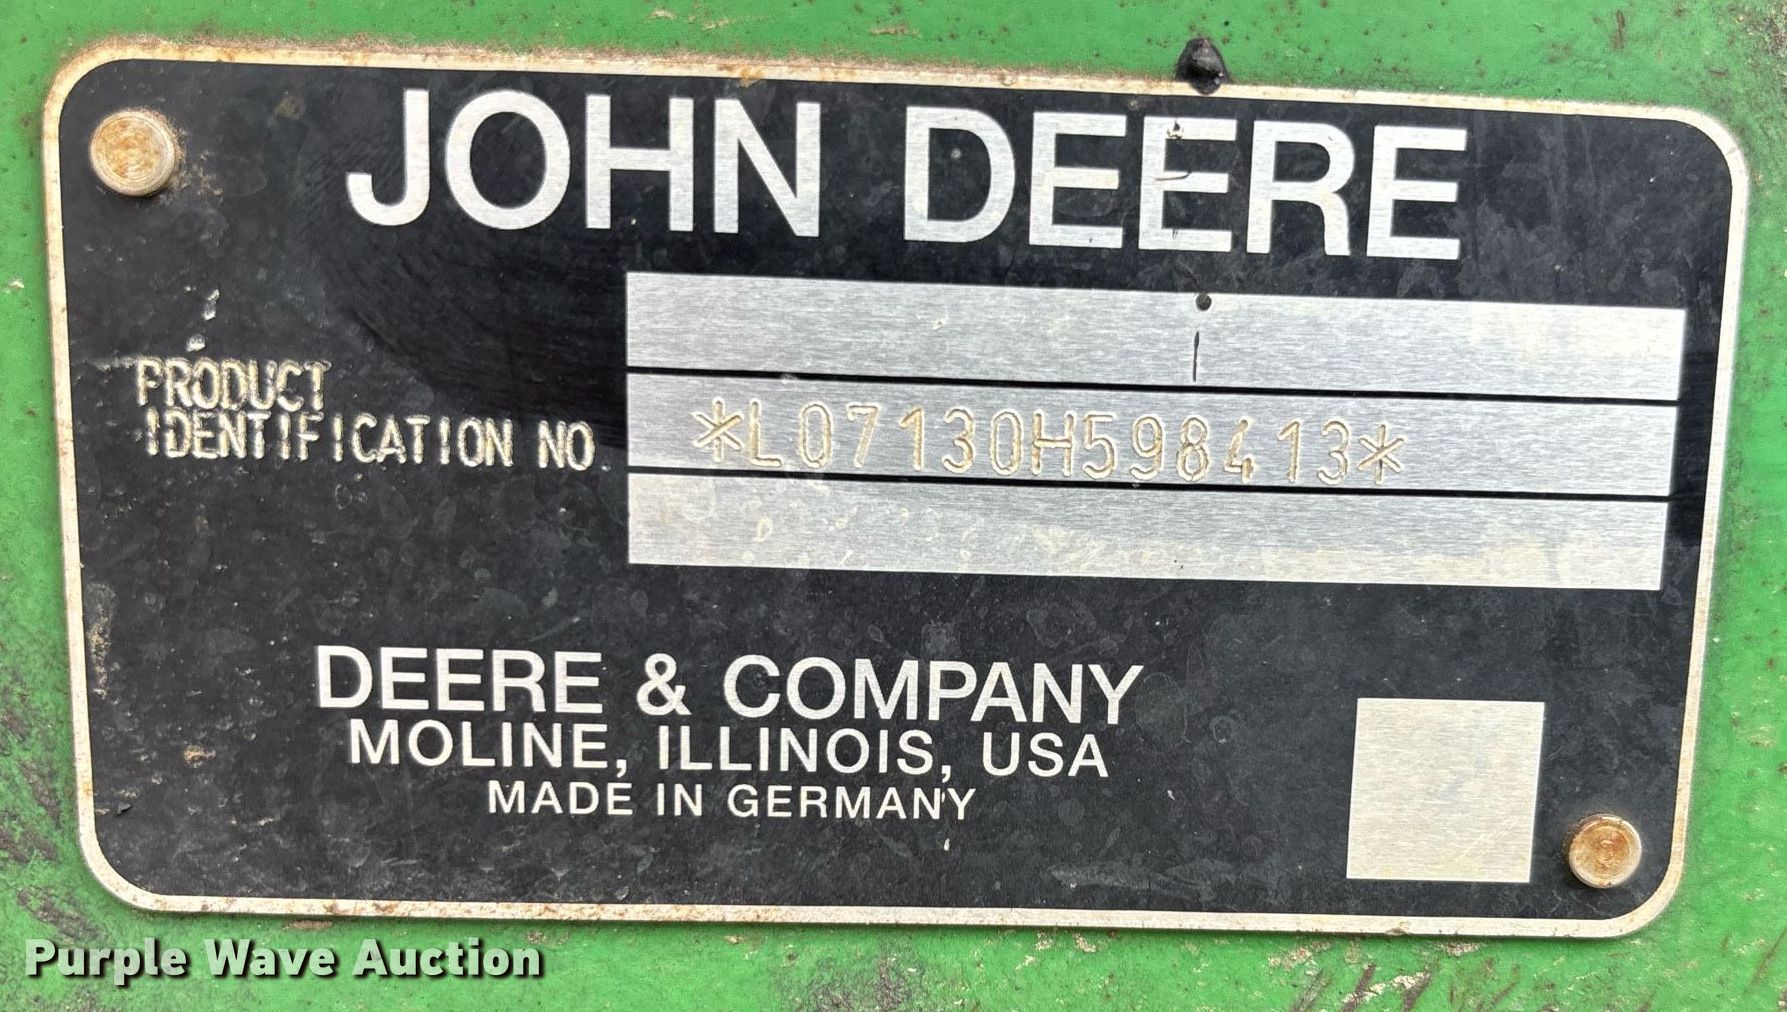 JOHN DEERE
PRODUCT
IDENTIFICATION NO.
*L07130H598413*
DEERE & COMPANY
MOLINE, ILLINOIS, USA
MADE IN GERMANY
Purple Wave Auction